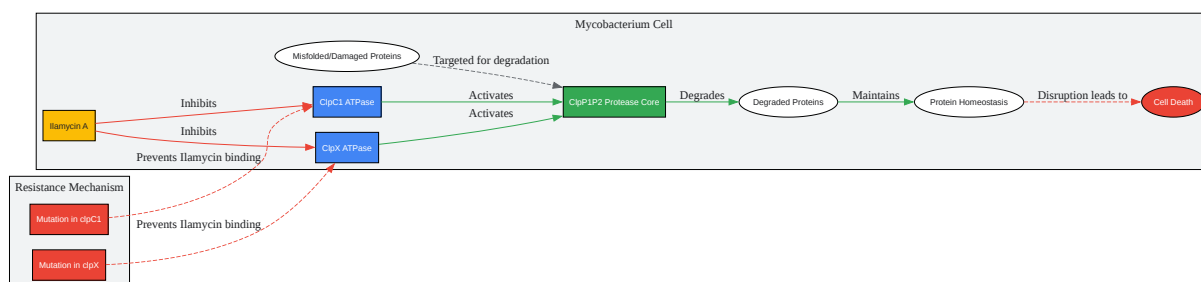 Mycobacterium Cell
Misfolded/Damaged Proteins
Targeted for degradation
Ilamycin A
Inhibits
Inhibits
ClpC1 ATPase
ClpX ATPase
Activates
Activates
ClpP1P2 Protease Core
Degrades
Degraded Proteins
Maintains
Protein Homeostasis
Disruption leads to
Cell Death
Prevents Ilamycin binding
Resistance Mechanism
Mutation in clpC1
Prevents Ilamycin binding
Mutation in clpX